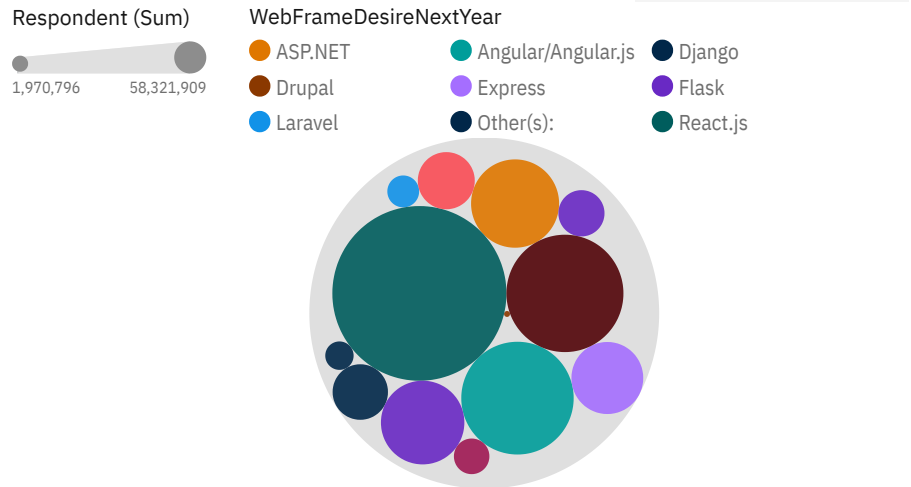 Respondent (Sum)
1,970,796 58,321,909
WebFrameDesireNextYear
ASP.NET Angular/Angular.js Django
Drupal Express Flask
Laravel Other(s): React.js